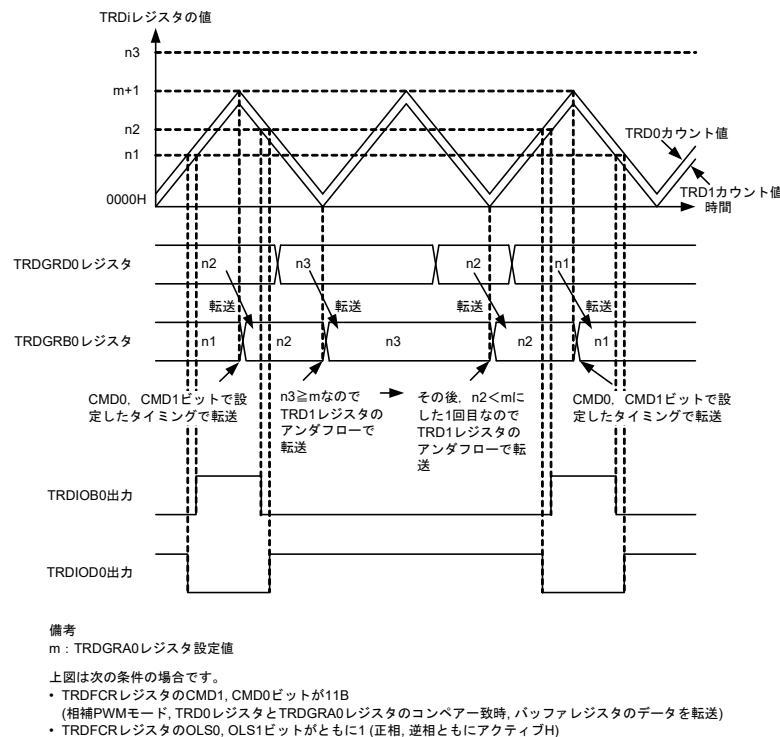 TRDiレジスタの値
n3
m+1
n2
n1
0000H
TRD0カウント値
TRD1カウント値
時間
TRDGRD0レジスタ
n2
n3
n2
n1
転送
転送
転送
転送
TRDGRB0レジスタ
n1
n2
n3
n2
n1
CMD0, CMD1ビットで設
定したタイミングで転送
n3≧mなので
TRD1レジスタの
アンダフローで
転送
その後, n2<mに
した1回目なので
TRD1レジスタの
アンダフローで転
送
CMD0, CMD1ビットで設
定したタイミングで転送
TRDIOB0出力
TRDIOD0出力
備考
m : TRDGRA0レジスタ設定値
上図は次の条件の場合です。
• TRDFCRレジスタのCMD1, CMD0ビットが11B
(相補PWMモード, TRD0レジスタとTRDGRA0レジスタのコンペアー致時, バッファレジスタのデータを転送)
• TRDFCRレジスタのOLS0, OLS1ビットがともに1 (正相, 逆相ともにアクティブH)